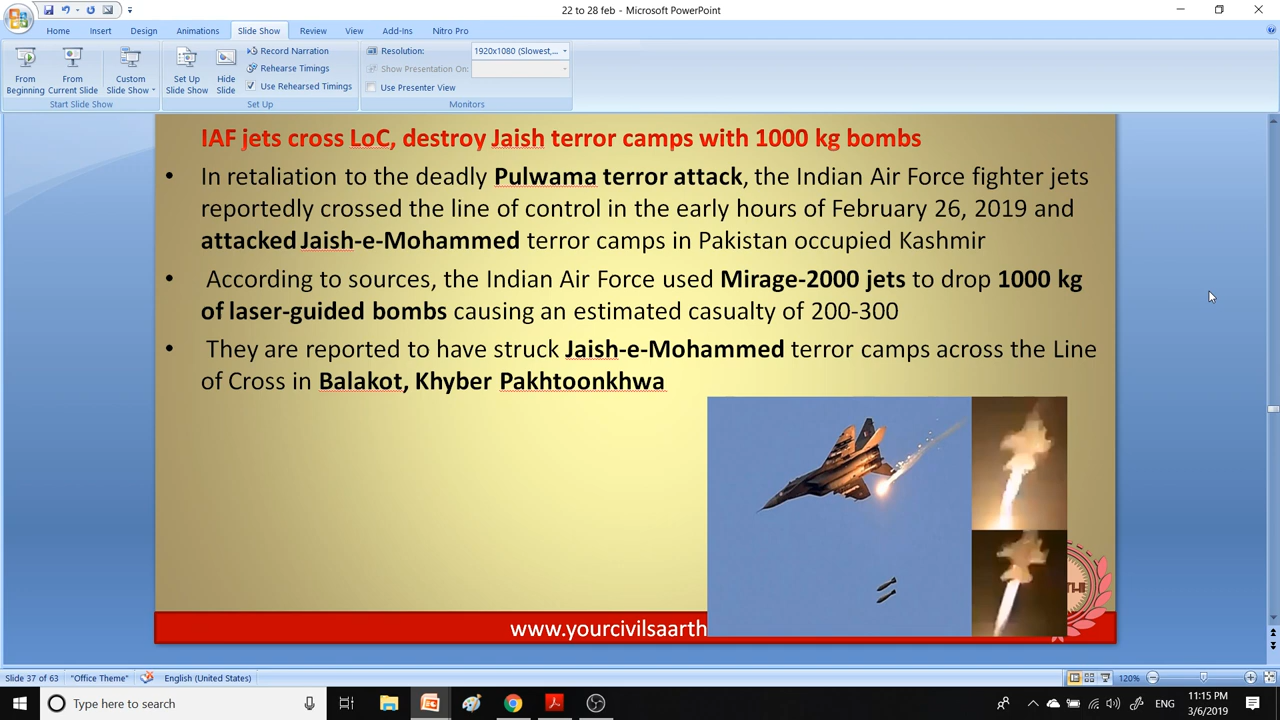 22 to 28 feb - Microsoft PowerPoint
Home Insert Design Animations Slide Show Review View Add-Ins Nitro Pro
From Beginning
From Current Slide
Custom Slide Show
Set Up Slide Show
Hide Slide
Record Narration
Rehearse Timings
Use Rehearsed Timings
Resolution: 1920x1080 (Slowest,...
Show Presentation On:
Use Presenter View
Start Slide Show Set Up Monitors
IAF jets cross LoC, destroy Jaish terror camps with 1000 kg bombs
• In retaliation to the deadly Pulwama terror attack, the Indian Air Force fighter jets
reportedly crossed the line of control in the early hours of February 26, 2019 and
attacked Jaish-e-Mohammed terror camps in Pakistan occupied Kashmir
• According to sources, the Indian Air Force used Mirage-2000 jets to drop 1000 kg
of laser-guided bombs causing an estimated casualty of 200-300
• They are reported to have struck Jaish-e-Mohammed terror camps across the Line
of Cross in Balakot, Khyber Pakhtoonkhwa
www.yourcivilsaarth
Slide 37 of 63 "Office Theme" English (United States) 120%
Type here to search
ENG
11:15 PM
3/6/2019